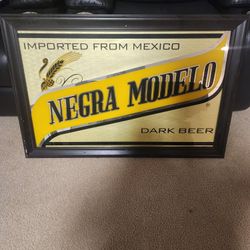 IMPORTED FROM MEXICO
NEGRA MODELO
®
DARK BEER